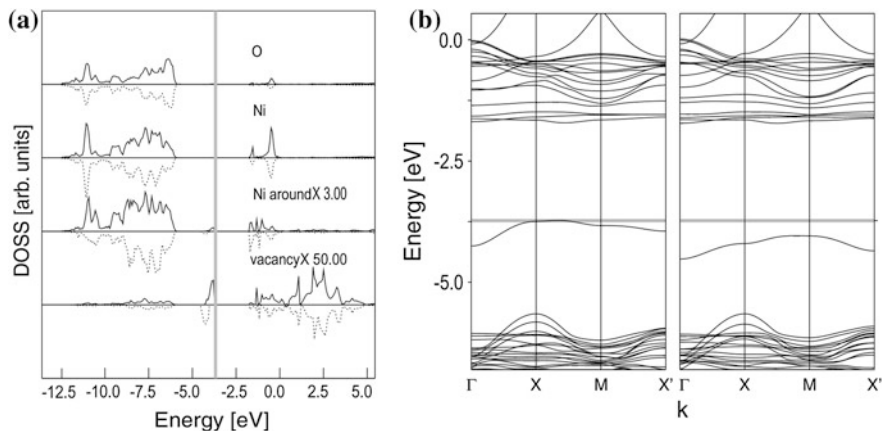 (a)
DOSS [arb. units]
O
Ni
Ni aroundX 3.00
vacancyX 50.00
-12.5 -10.0 -7.5 -5.0 -2.5 0.0 2.5 5.0
Energy [eV]
(b)
Energy [eV]
0.0
-2.5
-5.0
Γ X M X' Γ X M X'
k